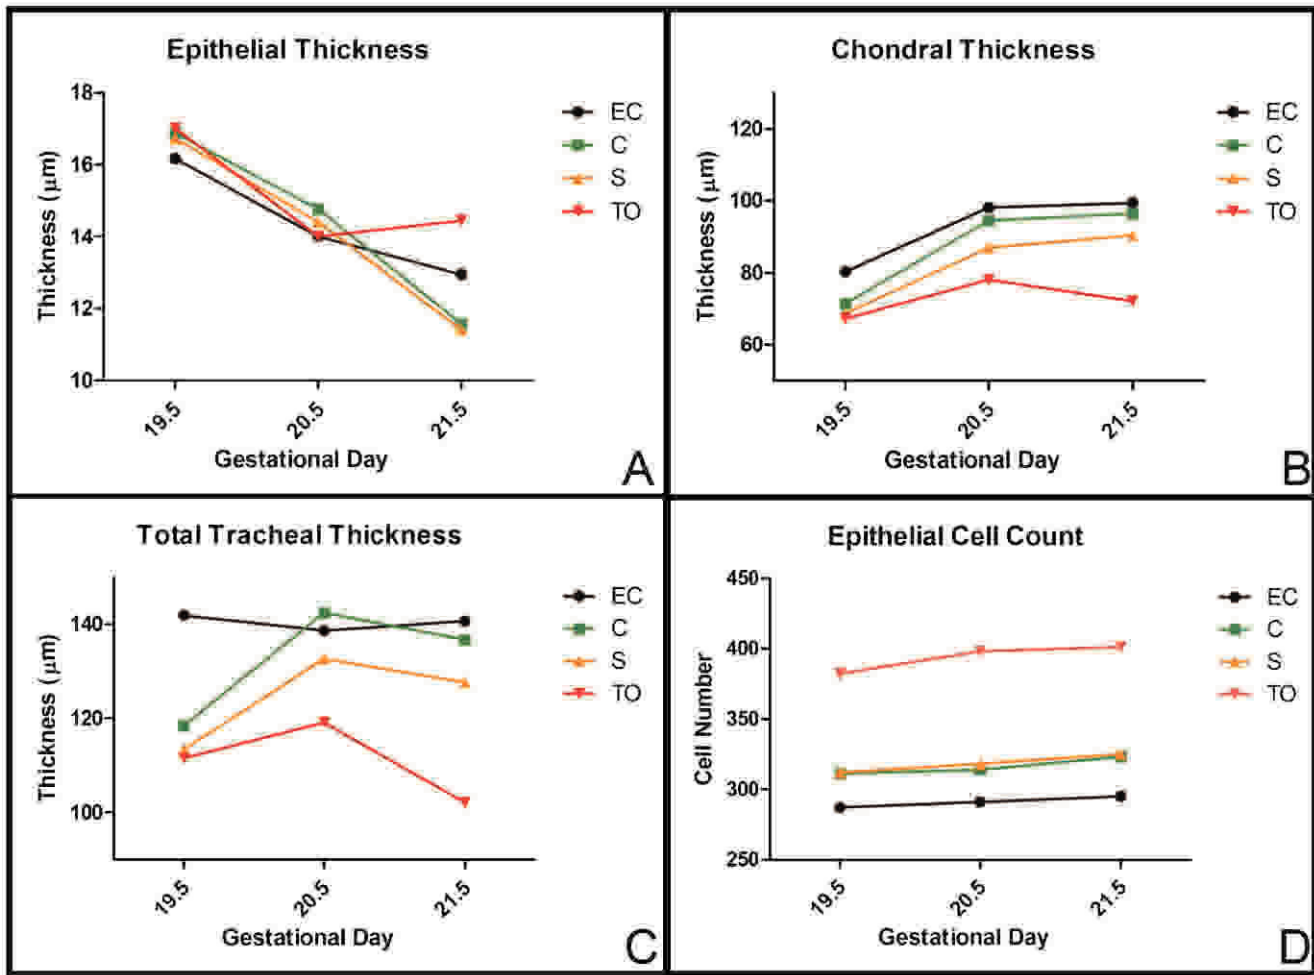 Epithelial Thickness
18
16
14
12
10
Thickness (μm)
19.5
20.5
21.5
Gestational Day
EC
C
S
TO
A
Chondral Thickness
120
100
80
60
Thickness (μm)
19.5
20.5
21.5
Gestational Day
EC
C
S
TO
B
Total Tracheal Thickness
140
120
100
Thickness (μm)
19.5
20.5
21.5
Gestational Day
EC
C
S
TO
C
Epithelial Cell Count
450
400
350
300
250
Cell Number
19.5
20.5
21.5
Gestational Day
EC
C
S
TO
D